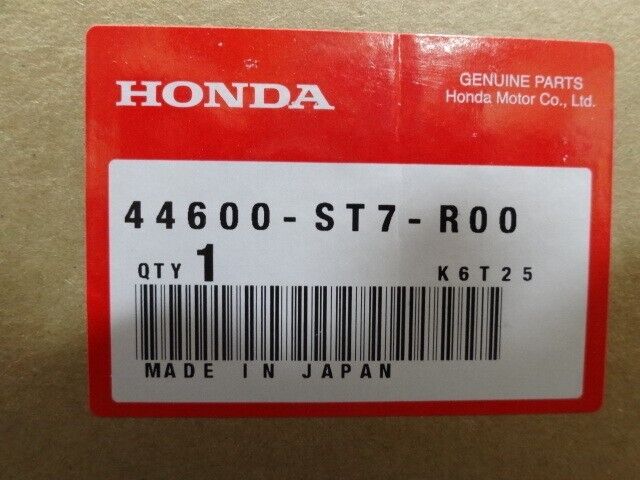 HONDA
GENUINE PARTS
Honda Motor Co., Ltd.
44600-ST7-R00
QTY 1 K6T25
MADE IN JAPAN